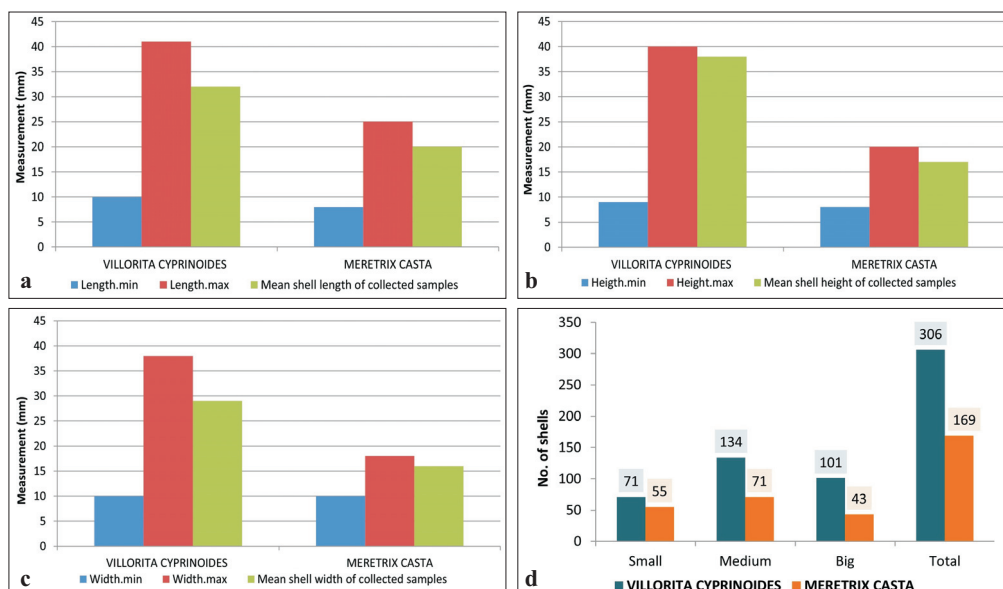 45
40
35
30
25
20
15
10
5
0
Measurement (mm)
VILLORITA CYPRINOIDES MERETRIX CASTA
Length.min Length.max Mean shell length of collected samples
a
45
40
35
30
25
20
15
10
5
0
Measurement (mm)
VILLORITA CYPRINOIDES MERETRIX CASTA
Heigth.min Height.max Mean shell height of collected samples
b
45
40
35
30
25
20
15
10
5
0
Measurement (mm)
VILLORITA CYPRINOIDES MERETRIX CASTA
Width.min Width.max Mean shell width of collected samples
c
350
300
250
200
150
100
50
0
No. of shells
71 55 134 71 101 43 306 169
Small Medium Big Total
VILLORITA CYPRINOIDES MERETRIX CASTA
d